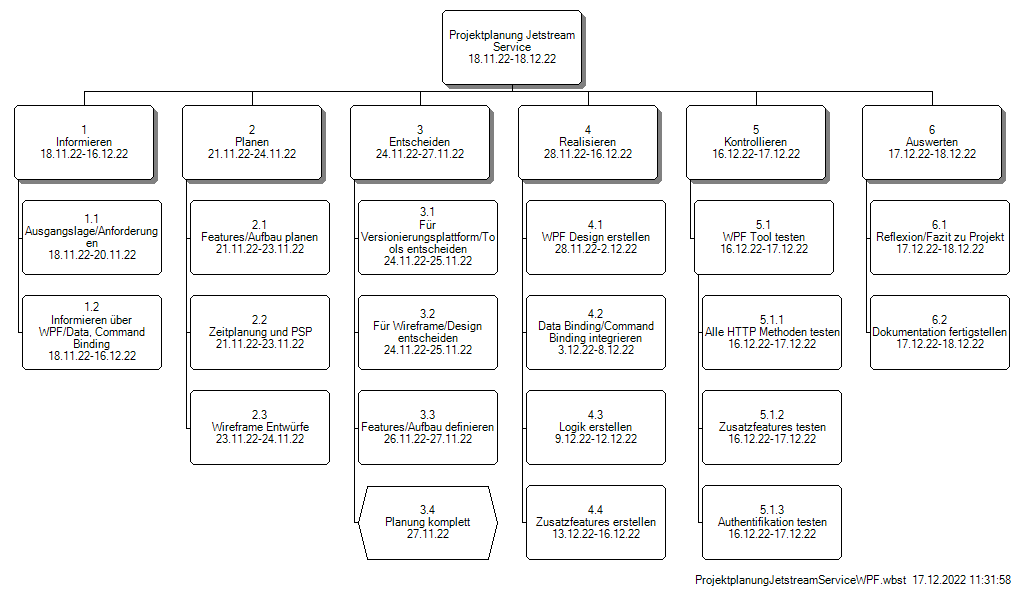 Projektplanung Jetstream
Service
18.11.22-18.12.22
1
Informieren
18.11.22-16.12.22
2
Planen
21.11.22-24.11.22
3
Entscheiden
24.11.22-27.11.22
4
Realisieren
28.11.22-16.12.22
5
Kontrollieren
16.12.22-17.12.22
6
Auswerten
17.12.22-18.12.22
1.1
Ausgangslage/Anforderung
en
18.11.22-20.11.22
2.1
Features/Aufbau planen
21.11.22-23.11.22
3.1
Für
Versionierungsplattform/To
ols entscheiden
24.11.22-25.11.22
4.1
WPF Design erstellen
28.11.22-2.12.22
5.1
WPF Tool testen
16.12.22-17.12.22
6.1
Reflexion/Fazit zu Projekt
17.12.22-18.12.22
1.2
Informieren über
WPF/Data, Command
Binding
18.11.22-16.12.22
2.2
Zeitplanung und PSP
21.11.22-23.11.22
3.2
Für Wireframe/Design
entscheiden
24.11.22-25.11.22
4.2
Data Binding/Command
Binding integrieren
3.12.22-8.12.22
5.1.1
Alle HTTP Methoden testen
16.12.22-17.12.22
6.2
Dokumentation fertigstellen
17.12.22-18.12.22
2.3
Wireframe Entwürfe
23.11.22-24.11.22
3.3
Features/Aufbau definieren
26.11.22-27.11.22
4.3
Logik erstellen
9.12.22-12.12.22
5.1.2
Zusatzfeatures testen
16.12.22-17.12.22
3.4
Planung komplett
27.11.22
4.4
Zusatzfeatures erstellen
13.12.22-16.12.22
5.1.3
Authentifikation testen
16.12.22-17.12.22
ProjektplanungJetstreamServiceWPF.wbst 17.12.2022 11:31:58